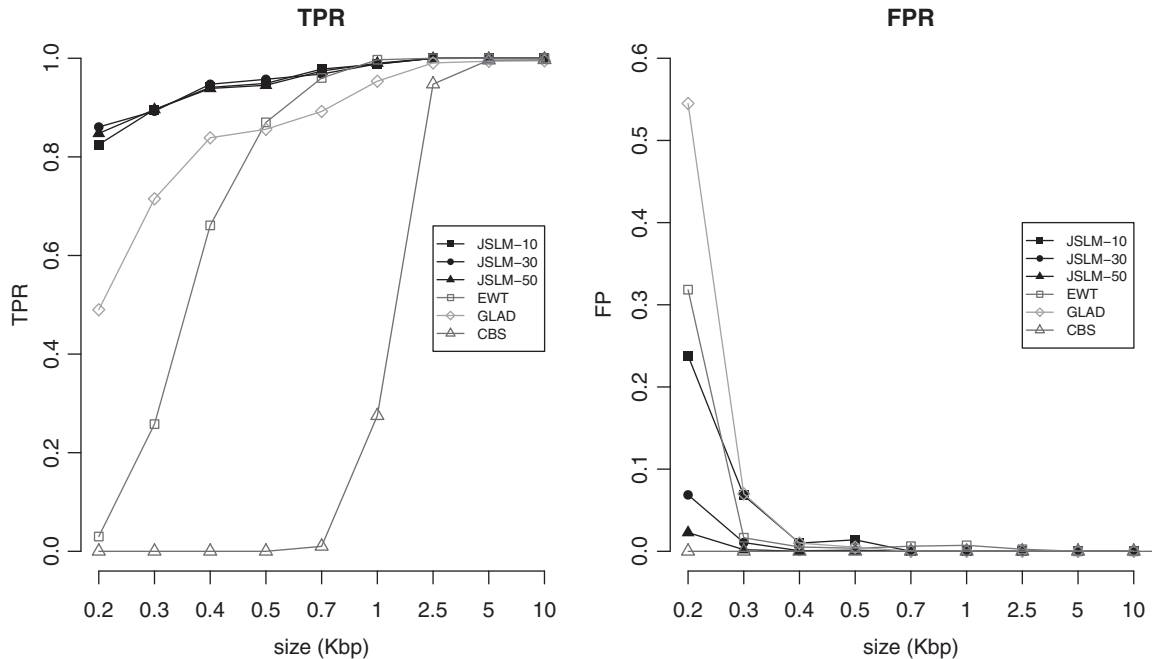 TPR
TPR
0.0
0.2
0.4
0.6
0.8
1.0
JSLM−10
JSLM−30
JSLM−50
EWT
GLAD
CBS
0.2 0.3 0.4 0.5 0.7 1 2.5 5 10
size (Kbp)
FPR
FP
0.0
0.1
0.2
0.3
0.4
0.5
0.6
JSLM−10
JSLM−30
JSLM−50
EWT
GLAD
CBS
0.2 0.3 0.4 0.5 0.7 1 2.5 5 10
size (Kbp)